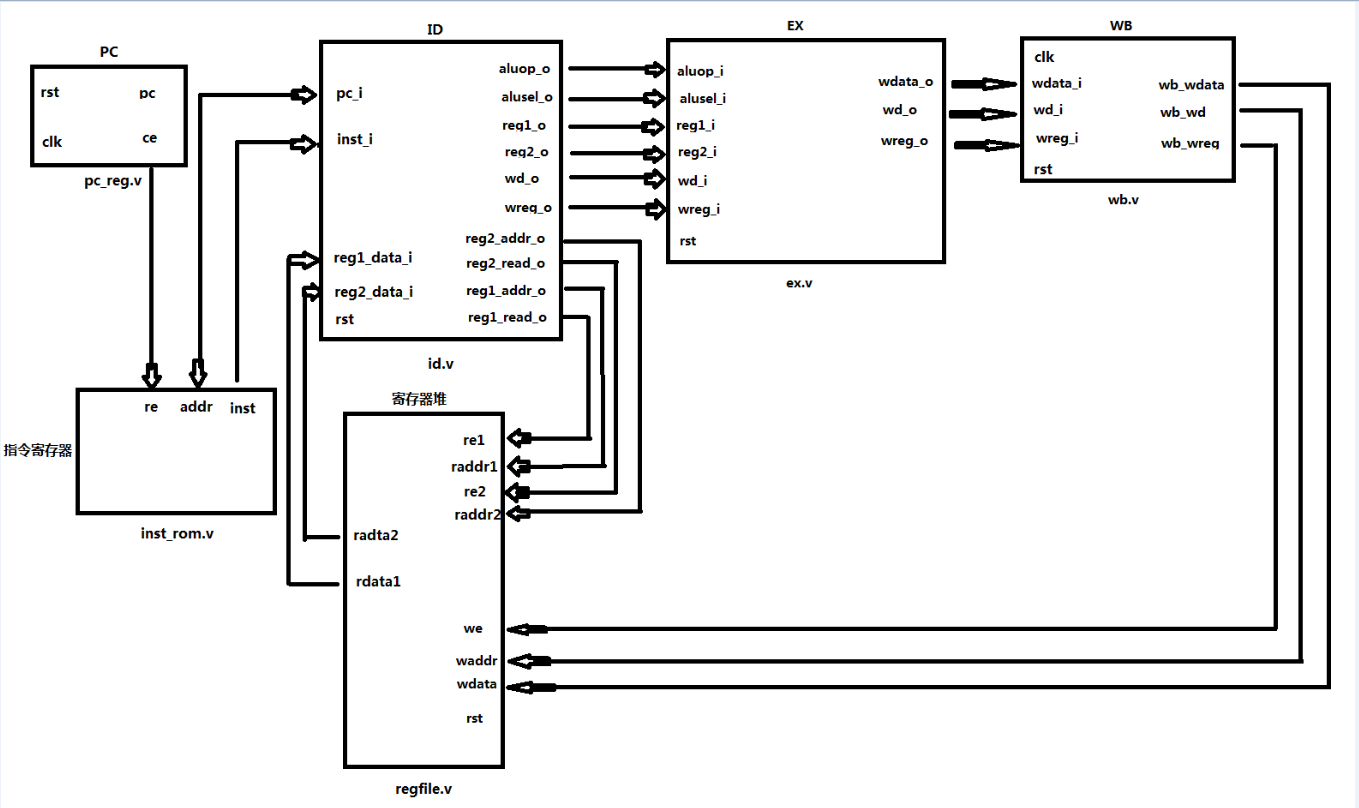 PC
rst
pc
clk
ce
pc_reg.v
ID
pc_i
inst_i
reg1_data_i
reg2_data_i
rst
aluop_o
alusel_o
reg1_o
reg2_o
wd_o
wreq_o
reg2_addr_o
reg2_read_o
reg1_addr_o
reg1_read_o
id.v
EX
aluop_i
alusel_i
reg1_i
reg2_i
wd_i
wreg_i
rst
wdata_o
wd_o
wreg_o
ex.v
WB
clk
wdata_i
wd_i
wreg_i
rst
wb_wdata
wb_wd
wb_wreq
wb.v
re
addr
inst
指令寄存器
inst_rom.v
寄存器堆
re1
raddr1
re2
raddr2
radta2
rdata1
we
waddr
wdata
rst
regfile.v